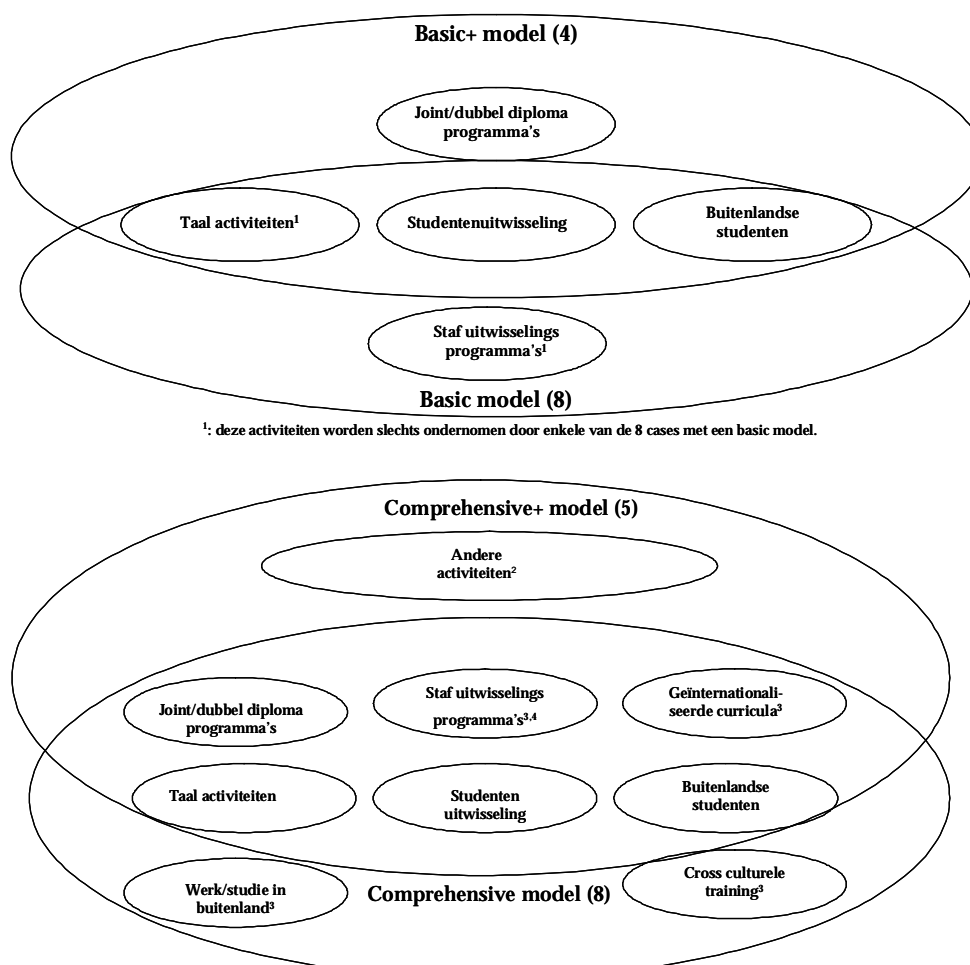 Basic+ model (4)
Joint/dubbel diploma
programma's
Taal activiteiten¹
Studentenuitwisseling
Buitenlandse
studenten
Staf uitwisselings
programma's¹
Basic model (8)
¹: deze activiteiten worden slechts ondernomen door enkele van de 8 cases met een basic model.
Comprehensive+ model (5)
Andere
activiteiten²
Joint/dubbel diploma
programma's
Staf uitwisselings
programma's³,⁴
Geïnternationali-
seerde curricula³
Taal activiteiten
Studenten
uitwisseling
Buitenlandse
studenten
Werk/studie in
buitenland³
Comprehensive model (8)
Cross culturele
training³